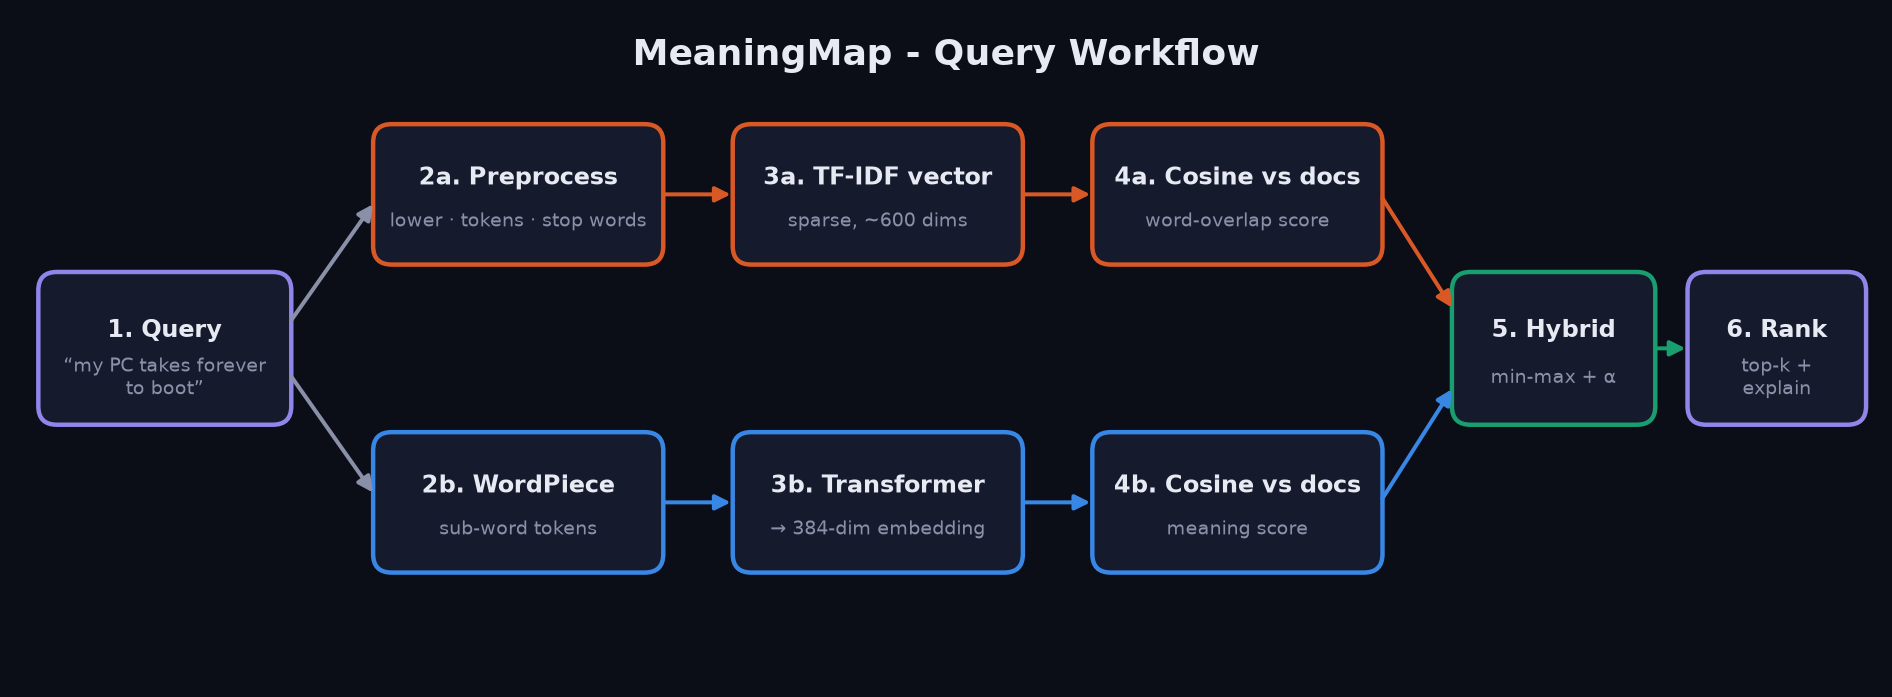 MeaningMap - Query Workflow
1. Query
“my PC takes forever
to boot”
2a. Preprocess
lower · tokens · stop words
3a. TF-IDF vector
sparse, ~600 dims
4a. Cosine vs docs
word-overlap score
2b. WordPiece
sub-word tokens
3b. Transformer
→ 384-dim embedding
4b. Cosine vs docs
meaning score
5. Hybrid
min-max + α
6. Rank
top-k +
explain